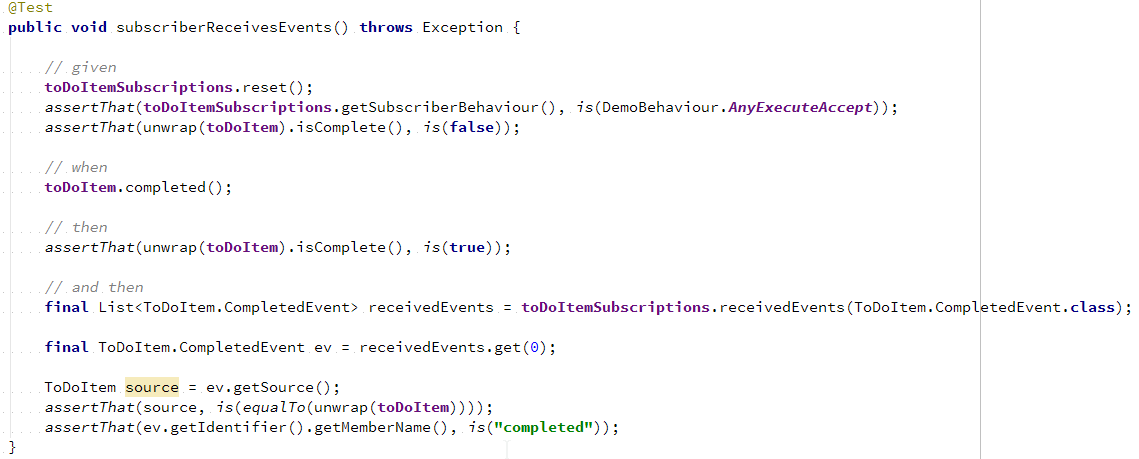 @Test
public void subscriberReceivesEvents() throws Exception {
// given
toDoItemSubscriptions.reset();
assertThat(toDoItemSubscriptions.getSubscriberBehaviour(), is(DemoBehaviour.AnyExecuteAccept));
assertThat(unwrap(toDoItem).isComplete(), is(false));
// when
toDoItem.completed();
// then
assertThat(unwrap(toDoItem).isComplete(), is(true));
// and then
final List<ToDoItem.CompletedEvent> receivedEvents = toDoItemSubscriptions.receivedEvents(ToDoItem.CompletedEvent.class);
final ToDoItem.CompletedEvent ev = receivedEvents.get(0);
ToDoItem source = ev.getSource();
assertThat(source, is(equalTo(unwrap(toDoItem))));
assertThat(ev.getIdentifier().getMemberName(), is("completed"));
}